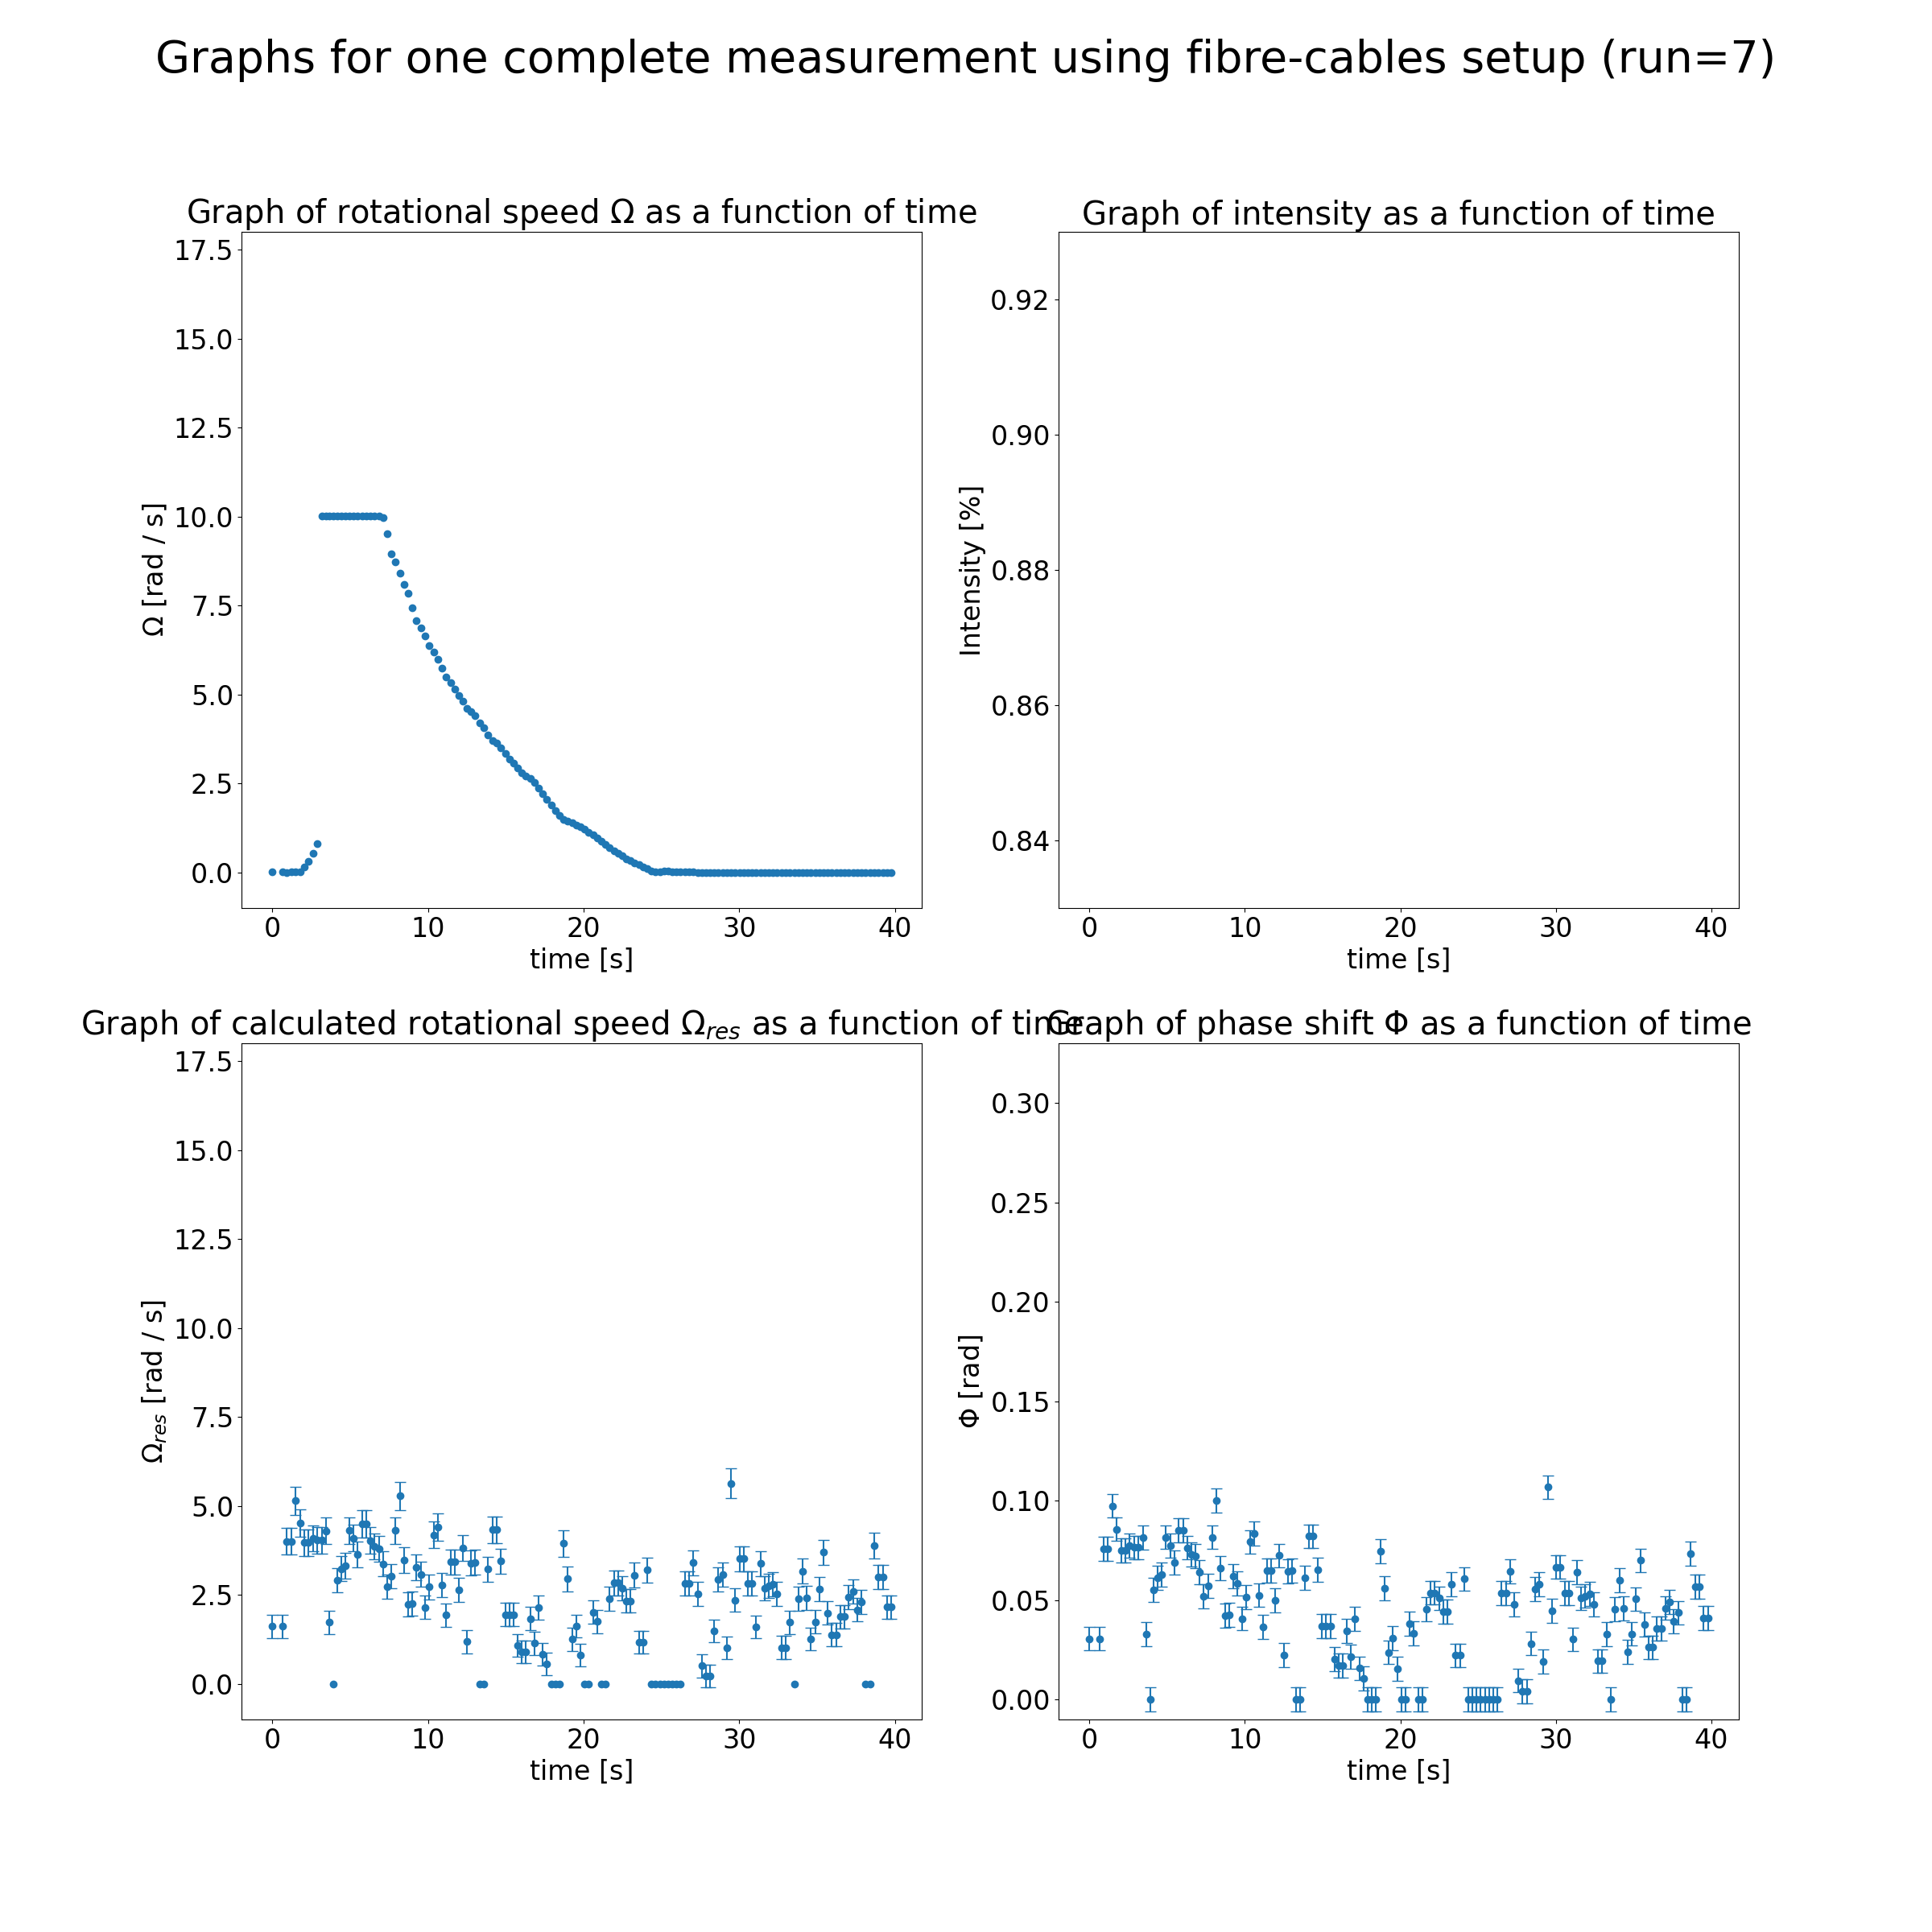 Graphs for one complete measurement using fibre-cables setup (run=7)
Graph of rotational speed Ω as a function of time
17.5
15.0
12.5
10.0
7.5
5.0
2.5
0.0
Ω [rad / s]
0 10 20 30 40
time [s]
Graph of intensity as a function of time
0.92
0.90
0.88
0.86
0.84
Intensity [%]
0 10 20 30 40
time [s]
Graph of calculated rotational speed Ωres as a function of time
17.5
15.0
12.5
10.0
7.5
5.0
2.5
0.0
Ωres [rad / s]
0 10 20 30 40
time [s]
Graph of phase shift Φ as a function of time
0.30
0.25
0.20
0.15
0.10
0.05
0.00
Φ [rad]
0 10 20 30 40
time [s]